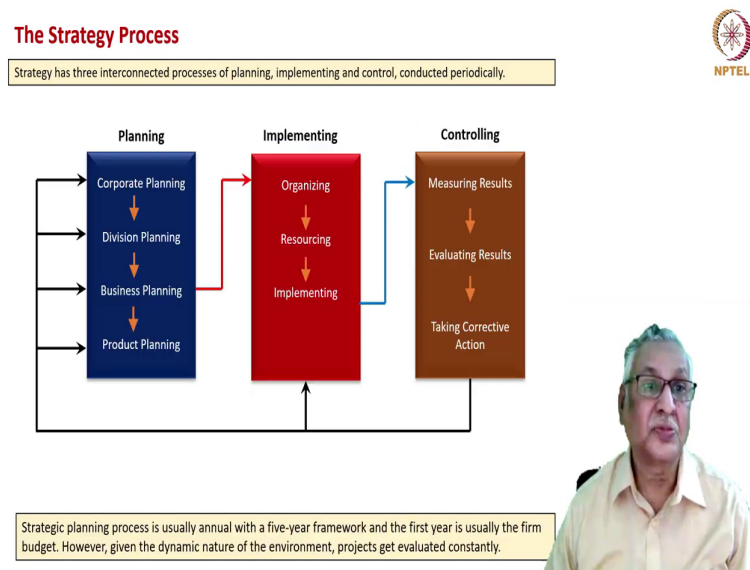 The Strategy Process
NPTEL
Strategy has three interconnected processes of planning, implementing and control, conducted periodically.
Planning
Corporate Planning
Division Planning
Business Planning
Product Planning
Implementing
Organizing
Resourcing
Implementing
Controlling
Measuring Results
Evaluating Results
Taking Corrective
Action
Strategic planning process is usually annual with a five-year framework and the first year is usually the firm
budget. However, given the dynamic nature of the environment, projects get evaluated constantly.